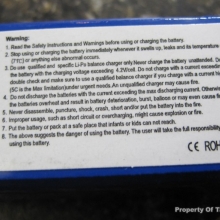 Warning:
1. Read the Safety Instructions and Warnings before using or charging the battery.
2. Stop using or charging the battery immediately whenever it swells up, leaks and its temperature
(71℃) or anything else abnormal occurs.
3. Do use qualified and specific Li-Po balance charger only.Never charge the battery unattended. Do
the battery with the charging voltage exceeding 4.2V/cell. Do not charge the battery with a current exceed
double check and make sure to use a qualified balance charger if you charge with a current
(5C is the Max limitation)under urgent needs. An unqualified charger may cause fires.
4. Do not discharge the batteries with the current exceeding the max discharging current. Otherwise,
the batteries overheat and result in battery deterioration, burst, balloon or may even cause
5. Never disassemble, puncture, shock, crash, short and/or put the battery into fire.
6. Improper usage, such as short circuit or overcharging, might cause explosion or fire.
7. Put the battery or pack at a safe place that infants or kids can not touch.
8. The above suggests the danger of using the battery. The user will take the full responsibility
using this battery.
CE
Property of